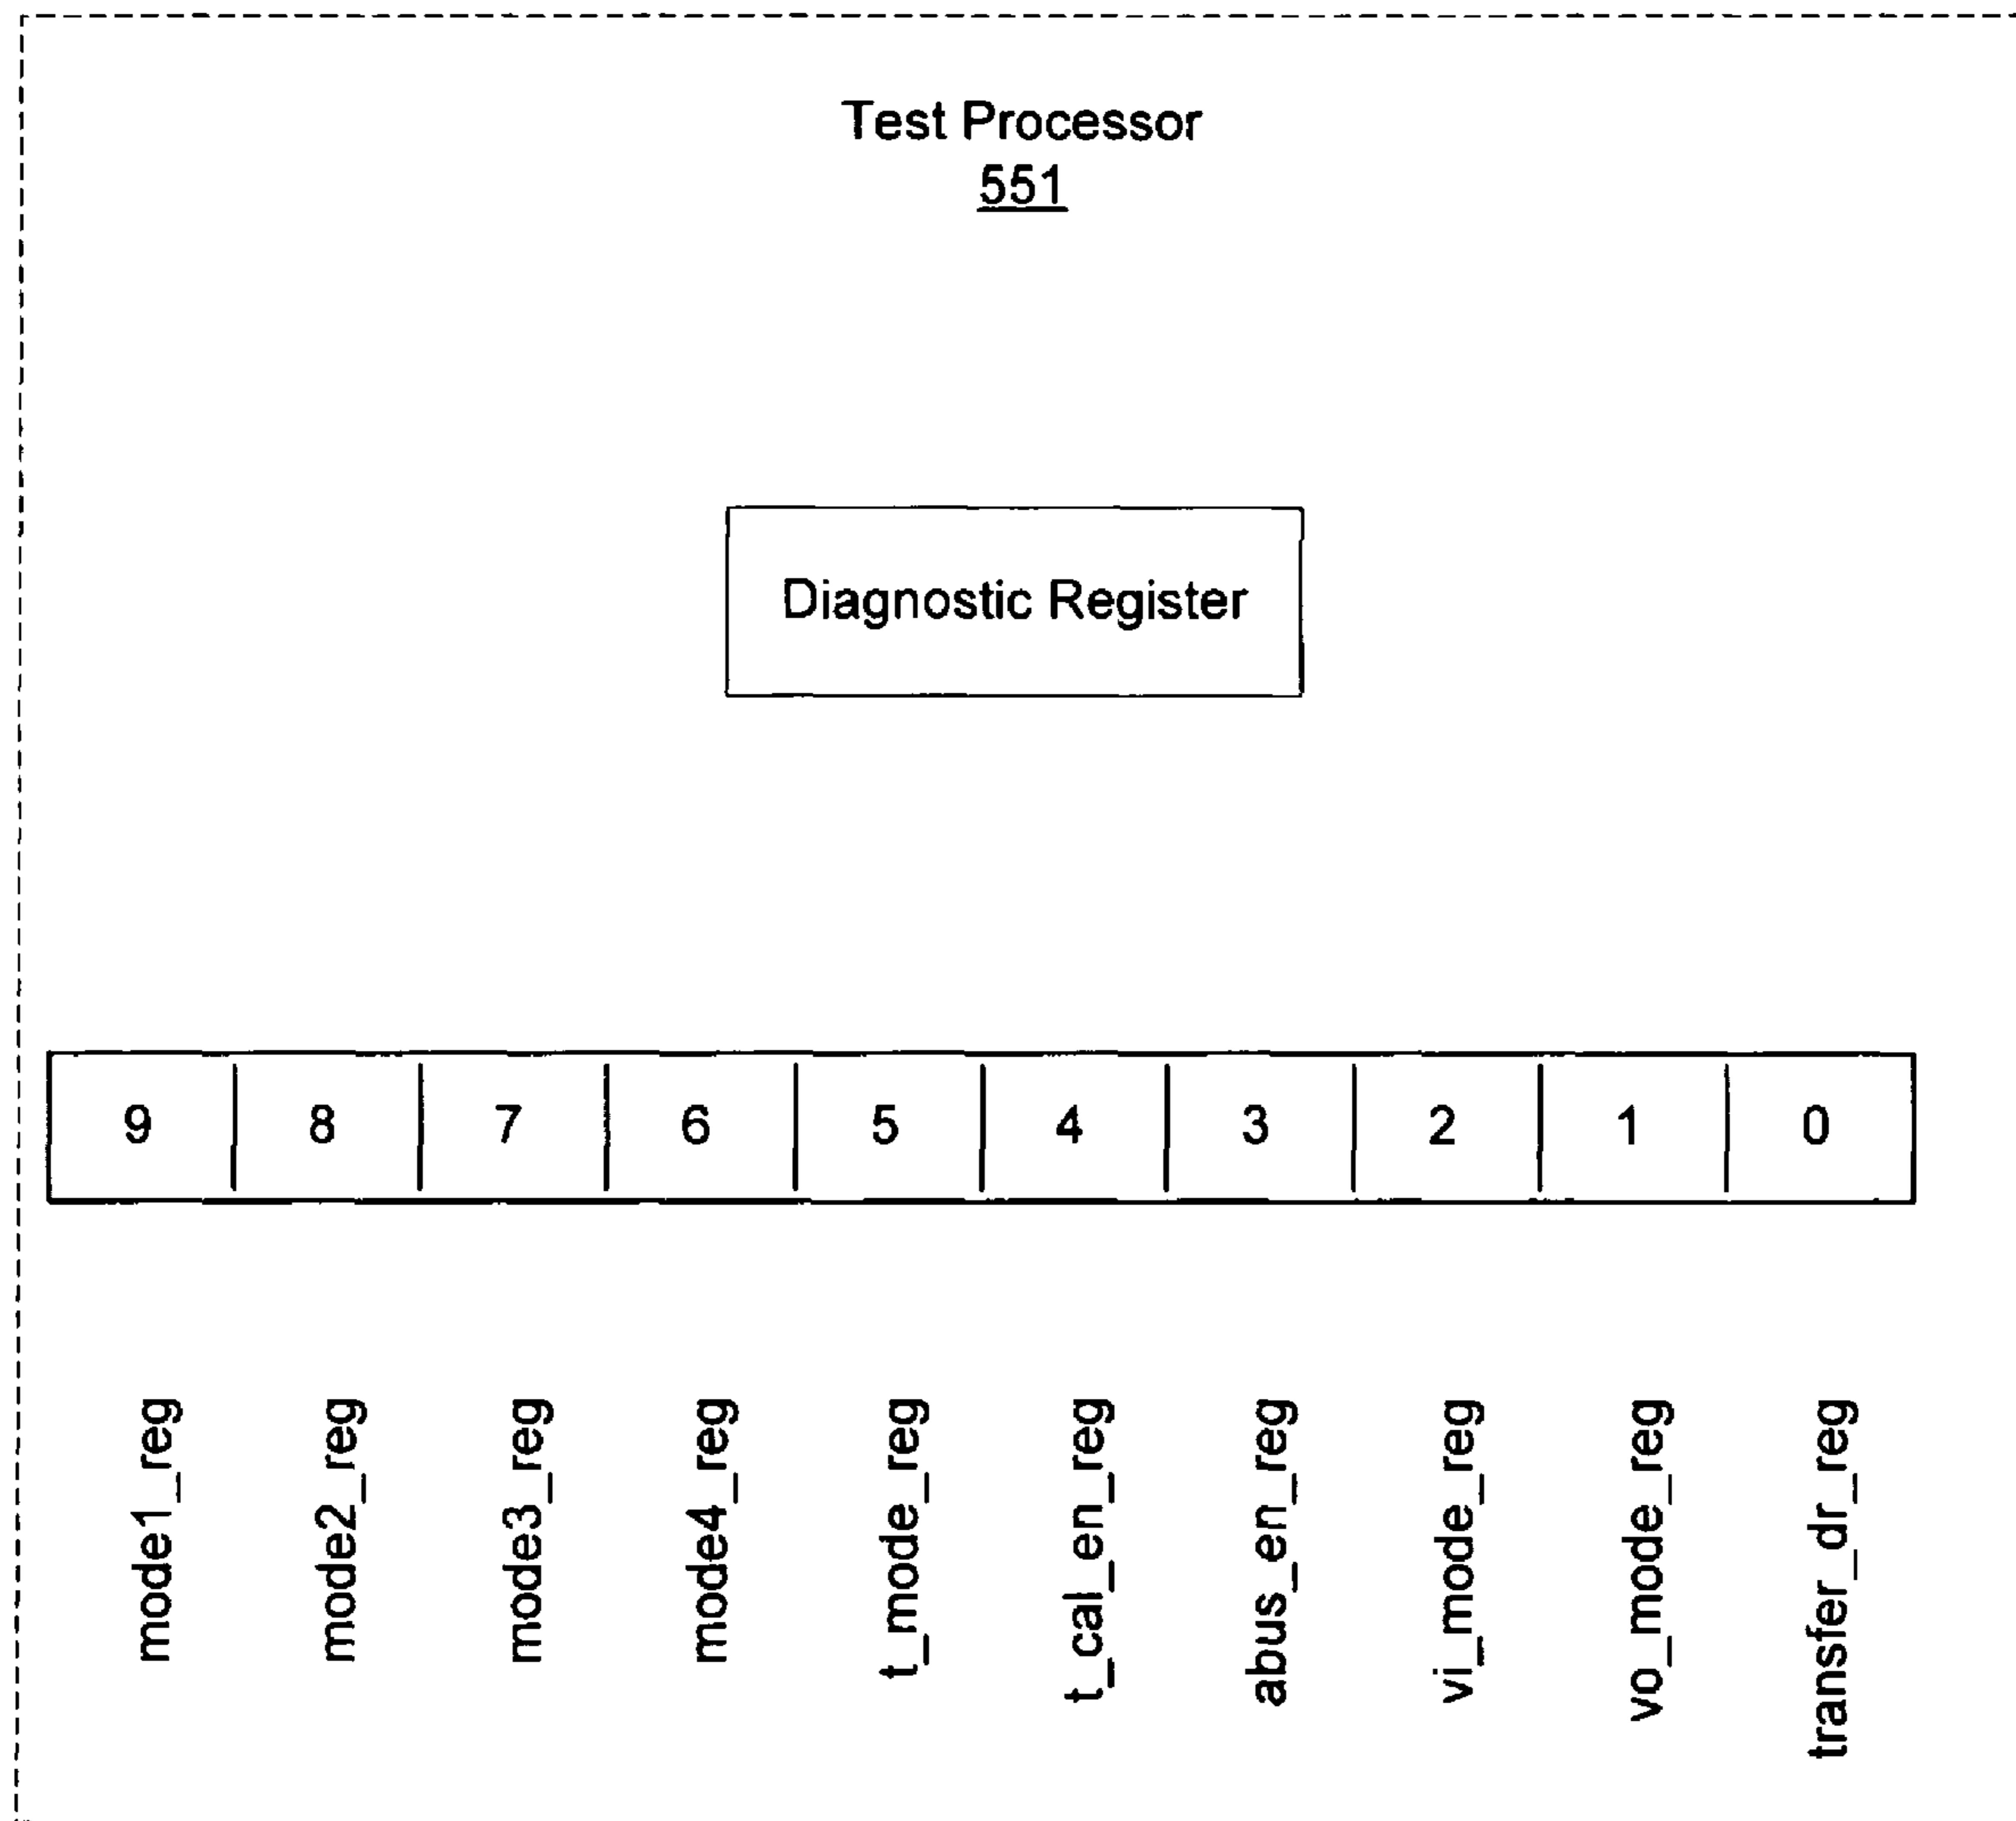 Test Processor
551
Diagnostic Register
9 8 7 6 5 4 3 2 1 0
mode1_reg
mode2_reg
mode3_reg
mode4_reg
t_mode_reg
t_cal_en_reg
abus_en_reg
vi_mode_reg
vo_mode_reg
transfer_dr_reg